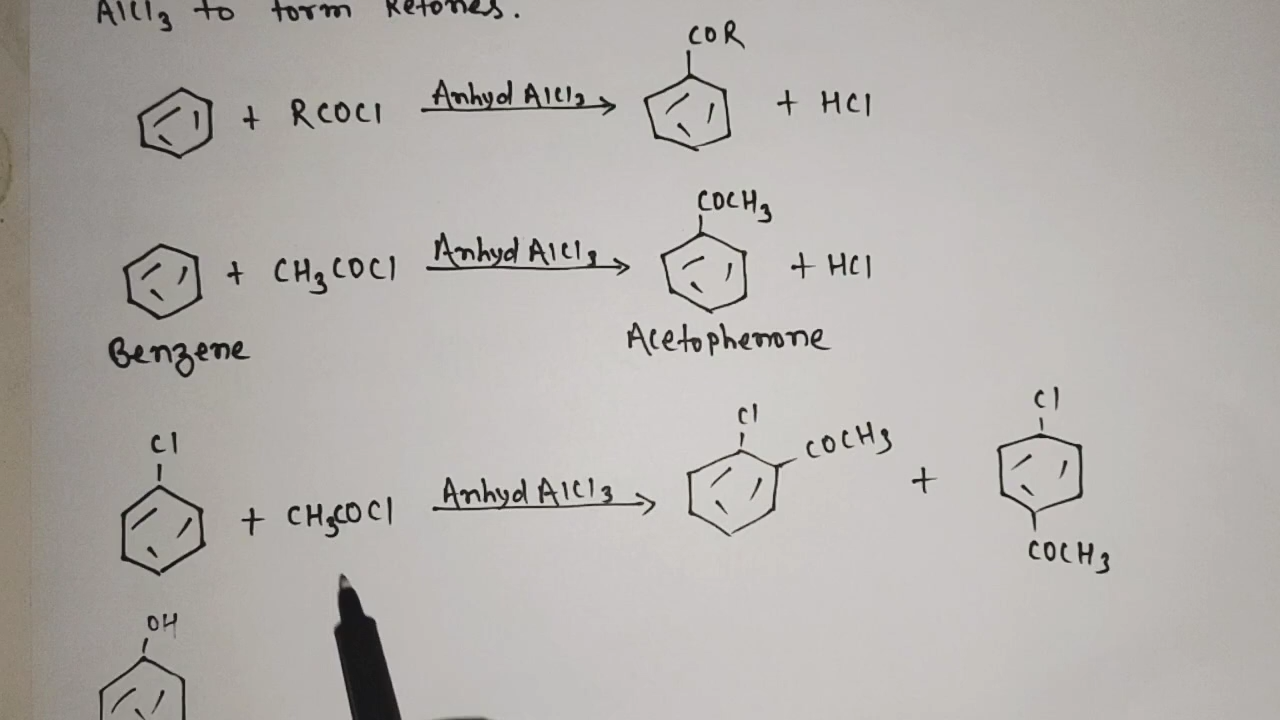 AlCl3 to form ketones.
COR
+ RCOCl Anhyd AlCl3 + HCl
COCH3
+ CH3COCl Anhyd AlCl3 + HCl
Benzene Acetophenone
Cl Cl COCH3 Cl
+ CH3COCl Anhyd AlCl3 +
COCH3
OH